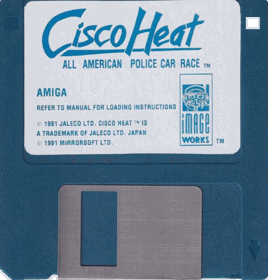 Cisco Heat
ALL AMERICAN POLICE CAR RACE ™
AMIGA
REFER TO MANUAL FOR LOADING INSTRUCTIONS
© 1991 JALECO LTD. CISCO HEAT ™ IS
A TRADEMARK OF JALECO LTD. JAPAN
© 1991 MIRRORSOFT LTD.
IMAGE
WORKS ™